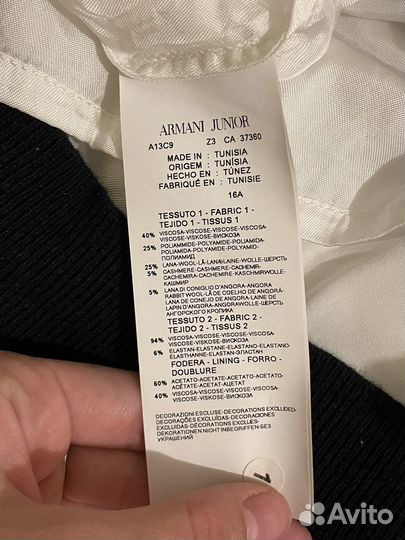 ARMANI JUNIOR
A13C9 Z3 CA 37360
MADE IN : TUNISIA
ORIGEM : TUNÍSIA
HECHO EN : TÚNEZ
FABRIQUÉ EN : TUNISIE
16A
TESSUTO 1 - FABRIC 1 -
TEJIDO 1 - TISSUS 1
40% VISCOSA-VISCOSE-VISCOSE-VISCOSA-
VISCOSE-VISKOSE-ВИСКОЗА
25% POLIAMMIDE-POLYAMIDE-POLIAMIDA-
POLYAMIDE-POLYAMID-POLIAMIDA-
ПОЛИАМИД
25% LANA-WOOL-LÃ-LANA-LAINE-WOLLE-ШЕРСТЬ
5% CASHMERE-CASHMERE-CACHEMIR-
CACHEMIRA-CACHEMIRE-KASCHMIRWOLLE-
КАШМИР
5% LANA DI CONIGLIO D'ANGORA-ANGORA
RABBIT WOOL-LÃ DE COELHO DE ANGORÁ-
LANA DE CONEJO DE ANGORA-LAINE DE
LAPIN D'ANGORA-ANGORAWOLLE-ШЕРСТЬ
АНГОРСКОГО КРОЛИКА
TESSUTO 2 - FABRIC 2 -
TEJIDO 2 - TISSUS 2
94% VISCOSA-VISCOSE-VISCOSE-VISCOSA-
VISCOSE-VISKOSE-ВИСКОЗА
6% ELASTAN-ELASTANE-ELASTANO-ELASTANO-
ELASTHANNE-ELASTHAN-ЭЛАСТАН
FODERA - LINING - FORRO -
DOUBLURE
60% ACETATO-ACETATE-ACETATO-ACETATO-
ACÉTATE-ACETAT-АЦЕТАТ
40% VISCOSA-VISCOSE-VISCOSE-VISCOSA-
VISCOSE-VISKOSE-ВИСКОЗА
DECORAZIONI ESCLUSE-DECORATIONS EXCLUDED-
DECORAÇÕES EXCLUÍDAS-DECORACIONES
EXCLUIDAS-DÉCORATIONS EXCLUES-
DEKORATIONEN NICHT INBEGRIFFEN-БЕЗ
УКРАШЕНИЙ
1
Avito